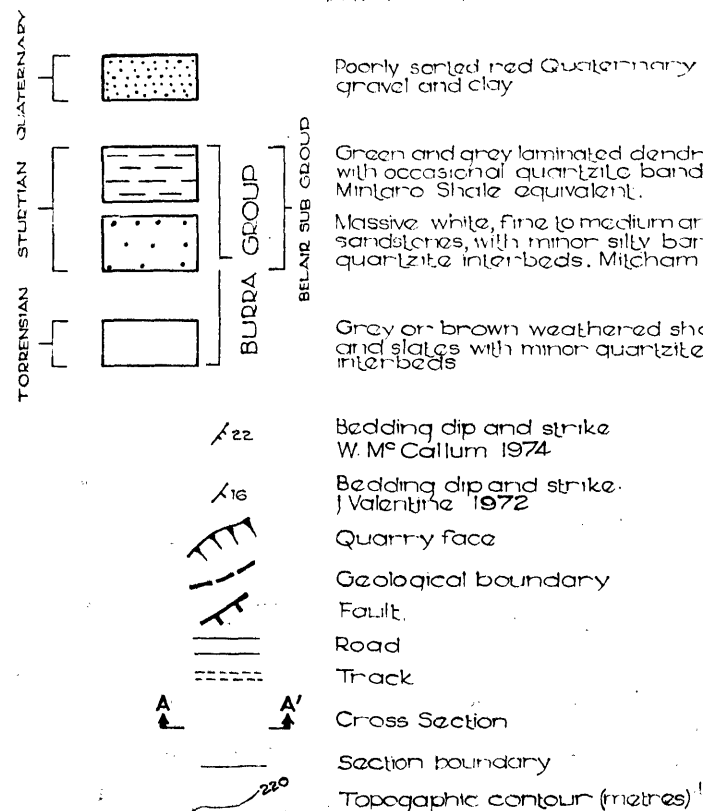 QUATERNARY
Poorly sorted red Quaternary
gravel and clay
STURTIAN
BURRA GROUP
BELAIR SUB GROUP
Green and grey laminated
with occasional quartzite
Mintaro Shale equivalent.
Massive white, fine to medium
sandstones, with minor silty
quartzite interbeds. Mitcham
TORRENSIAN
Grey or brown weathered
and slates with minor quartzite
interbeds
22
Bedding dip and strike
W. McCallum 1974
16
Bedding dip and strike.
J Valentine 1972
Quarry face
Geological boundary
Fault.
Road
Track
A A'
Cross Section
Section boundary
220
Topogaphic contour (metres)